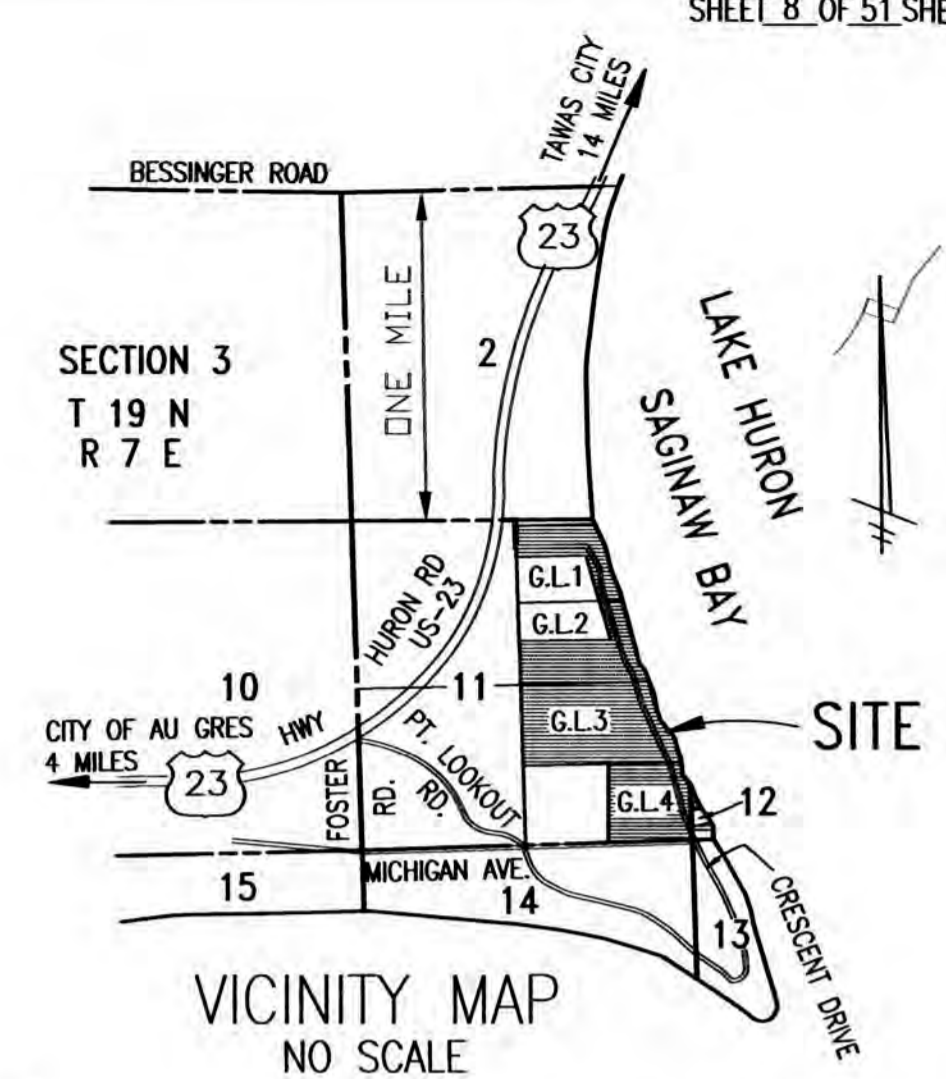 SHEET 8 OF 51 SHE
TAWAS CITY
14 MILES
BESSINGER ROAD
23
ONE MILE
2
SECTION 3
T 19 N
R 7 E
LAKE HURON
SAGINAW BAY
HURON RD
US-23
G.L.1
G.L.2
10
11
G.L.3
SITE
CITY OF AU GRES
4 MILES
HWY
23
PT. LOOKOUT
RD.
FOSTER
RD.
G.L.4
12
MICHIGAN AVE.
15
14
13
CRESCENT DRIVE
VICINITY MAP
NO SCALE